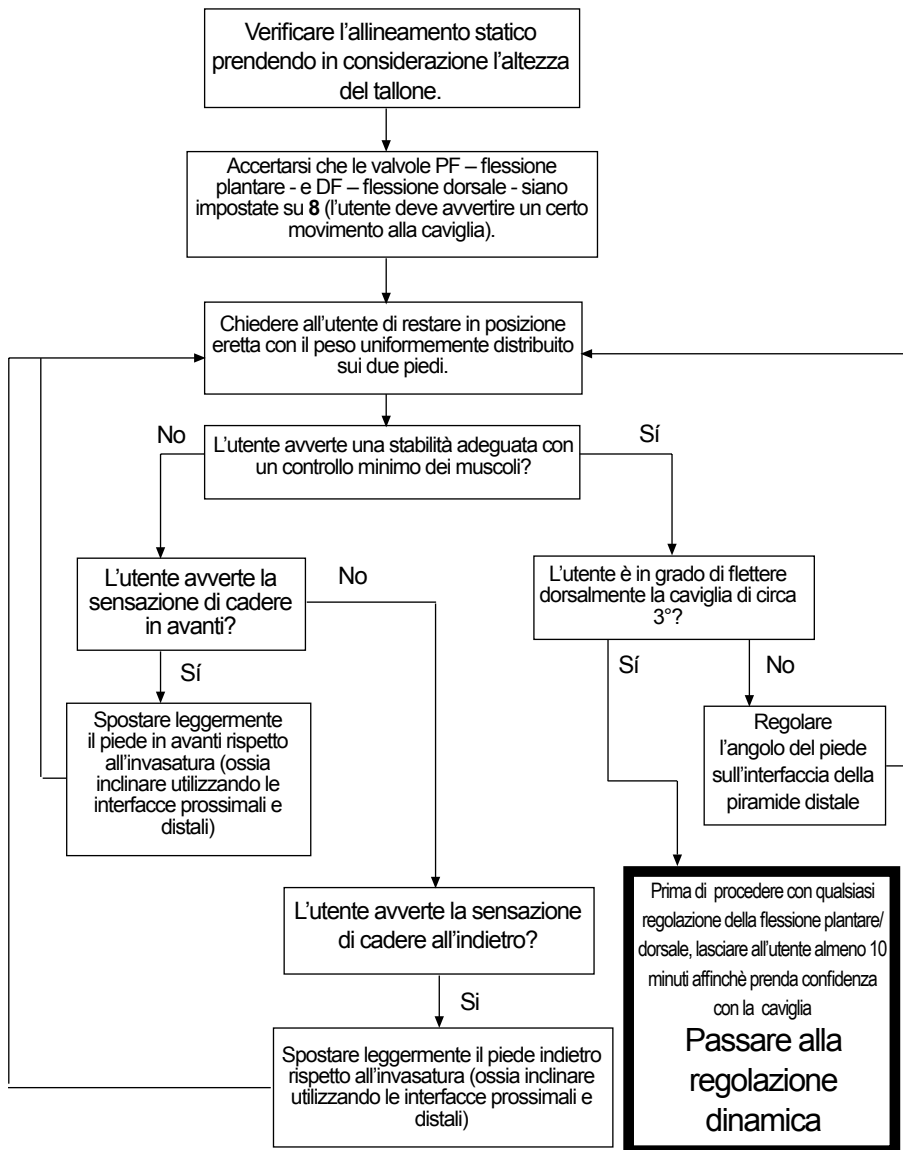 Verificare l'allineamento statico
prendendo in considerazione l'altezza
del tallone.
Accertarsi che le valvole PF – flessione
plantare - e DF – flessione dorsale - siano
impostate su 8 (l'utente deve avvertire un certo
movimento alla caviglia).
Chiedere all'utente di restare in posizione
eretta con il peso uniformemente distribuito
sui due piedi.
No
Sí
L'utente avverte una stabilità adeguata con
un controllo minimo dei muscoli?
L'utente avverte la
sensazione di cadere
in avanti?
No
Sí
Spostare leggermente
il piede in avanti rispetto
all'invasatura (ossia
inclinare utilizzando le
interfacce prossimali e
distali)
L'utente è in grado di flettere
dorsalmente la caviglia di circa
3°?
Sí
No
Regolare
l'angolo del piede
sull'interfaccia della
piramide distale
L'utente avverte la sensazione
di cadere all'indietro?
Si
Spostare leggermente il piede indietro
rispetto all'invasatura (ossia inclinare
utilizzando le interfacce prossimali e
distali)
Prima di procedere con qualsiasi
regolazione della flessione plantare/
dorsale, lasciare all'utente almeno 10
minuti affinchè prenda confidenza
con la caviglia
Passare alla
regolazione
dinamica